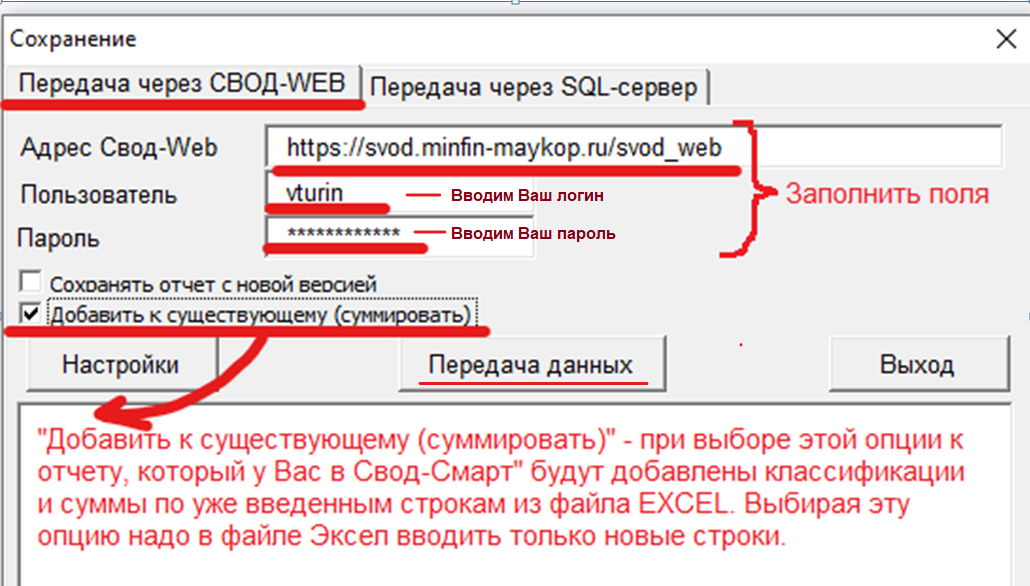 Сохранение
Передача через СВОД-WEB
Передача через SQL-сервер
Адрес Свод-Web
https://svod.minfin-maykop.ru/svod_web
Пользователь
vturin
Вводим Ваш логин
Заполнить поля
Пароль
************
Вводим Ваш пароль
Сохранять отчет с новой версией
Добавить к существующему (суммировать)
Настройки
Передача данных
Выход
"Добавить к существующему (суммировать)" - при выборе этой опции к
отчету, который у Вас в Свод-Смарт" будут добавлены классификации
и суммы по уже введенным строкам из файла EXCEL. Выбирая эту
опцию надо в файле Эксел вводить только новые строки.